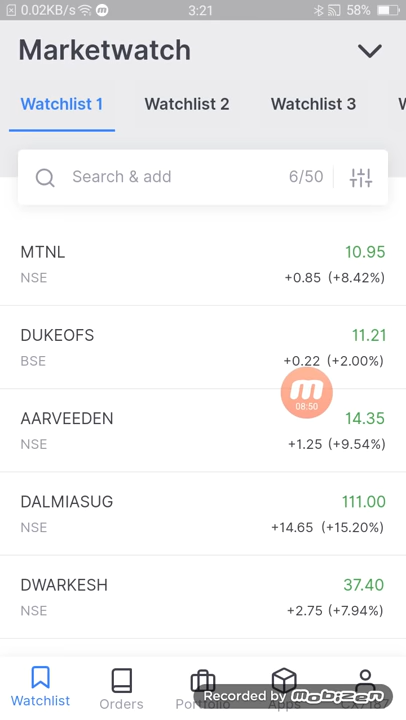 0.02KB/s 3:21 58%
Marketwatch
Watchlist 1 Watchlist 2 Watchlist 3
Search & add 6/50
MTNL 10.95
NSE +0.85 (+8.42%)
DUKEOFS 11.21
BSE +0.22 (+2.00%)
m
08:50
AARVEEDEN 14.35
NSE +1.25 (+9.54%)
DALMIASUG 111.00
NSE +14.65 (+15.20%)
DWARKESH 37.40
NSE +2.75 (+7.94%)
Watchlist Orders Portfolio Apps
Recorded by mobizen